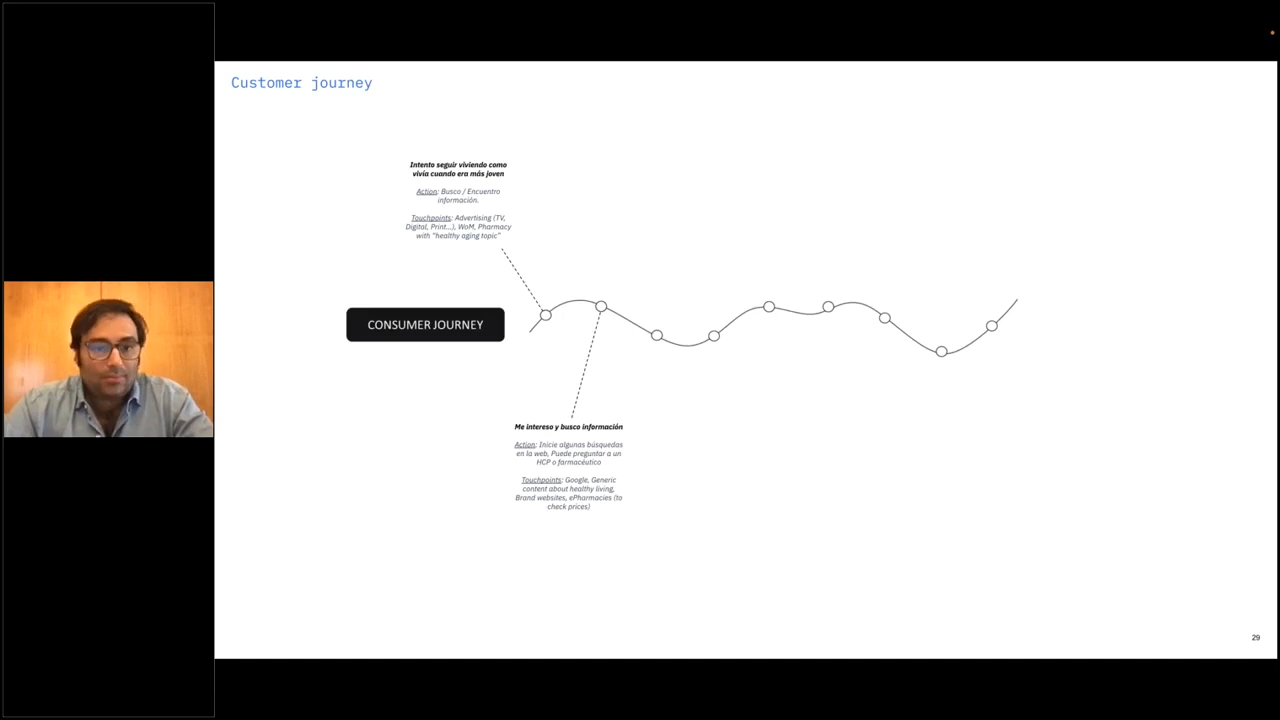 Customer journey
Intento seguir viviendo como
vivía cuando era más joven
Action: Busco / Encuentro
información.
Touchpoints: Advertising (TV,
Digital, Print...), WoM, Pharmacy
with "healthy aging topic"
CONSUMER JOURNEY
Me intereso y busco información
Action: Inicie algunas búsquedas
en la web, Puede preguntar a un
HCP o farmacéutico
Touchpoints: Google, Generic
content about healthy living,
Brand websites, ePharmacies (to
check prices)
29